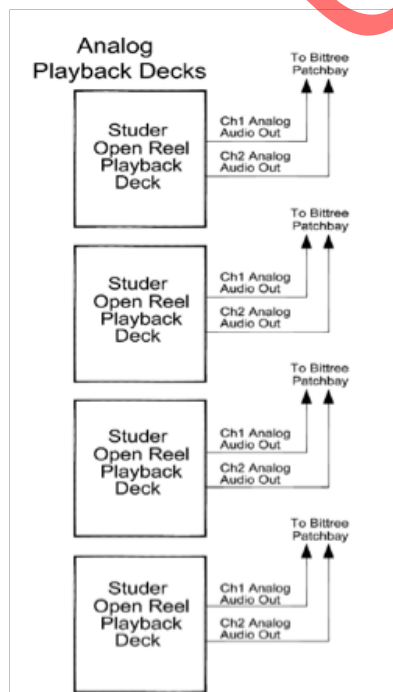 Analog
Playback Decks
To Bittree
Patchbay
Studer
Open Reel
Playback
Deck
Ch1 Analog
Audio Out
Ch2 Analog
Audio Out
To Bittree
Patchbay
Studer
Open Reel
Playback
Deck
Ch1 Analog
Audio Out
Ch2 Analog
Audio Out
To Bittree
Patchbay
Studer
Open Reel
Playback
Deck
Ch1 Analog
Audio Out
Ch2 Analog
Audio Out
To Bittree
Patchbay
Studer
Open Reel
Playback
Deck
Ch1 Analog
Audio Out
Ch2 Analog
Audio Out